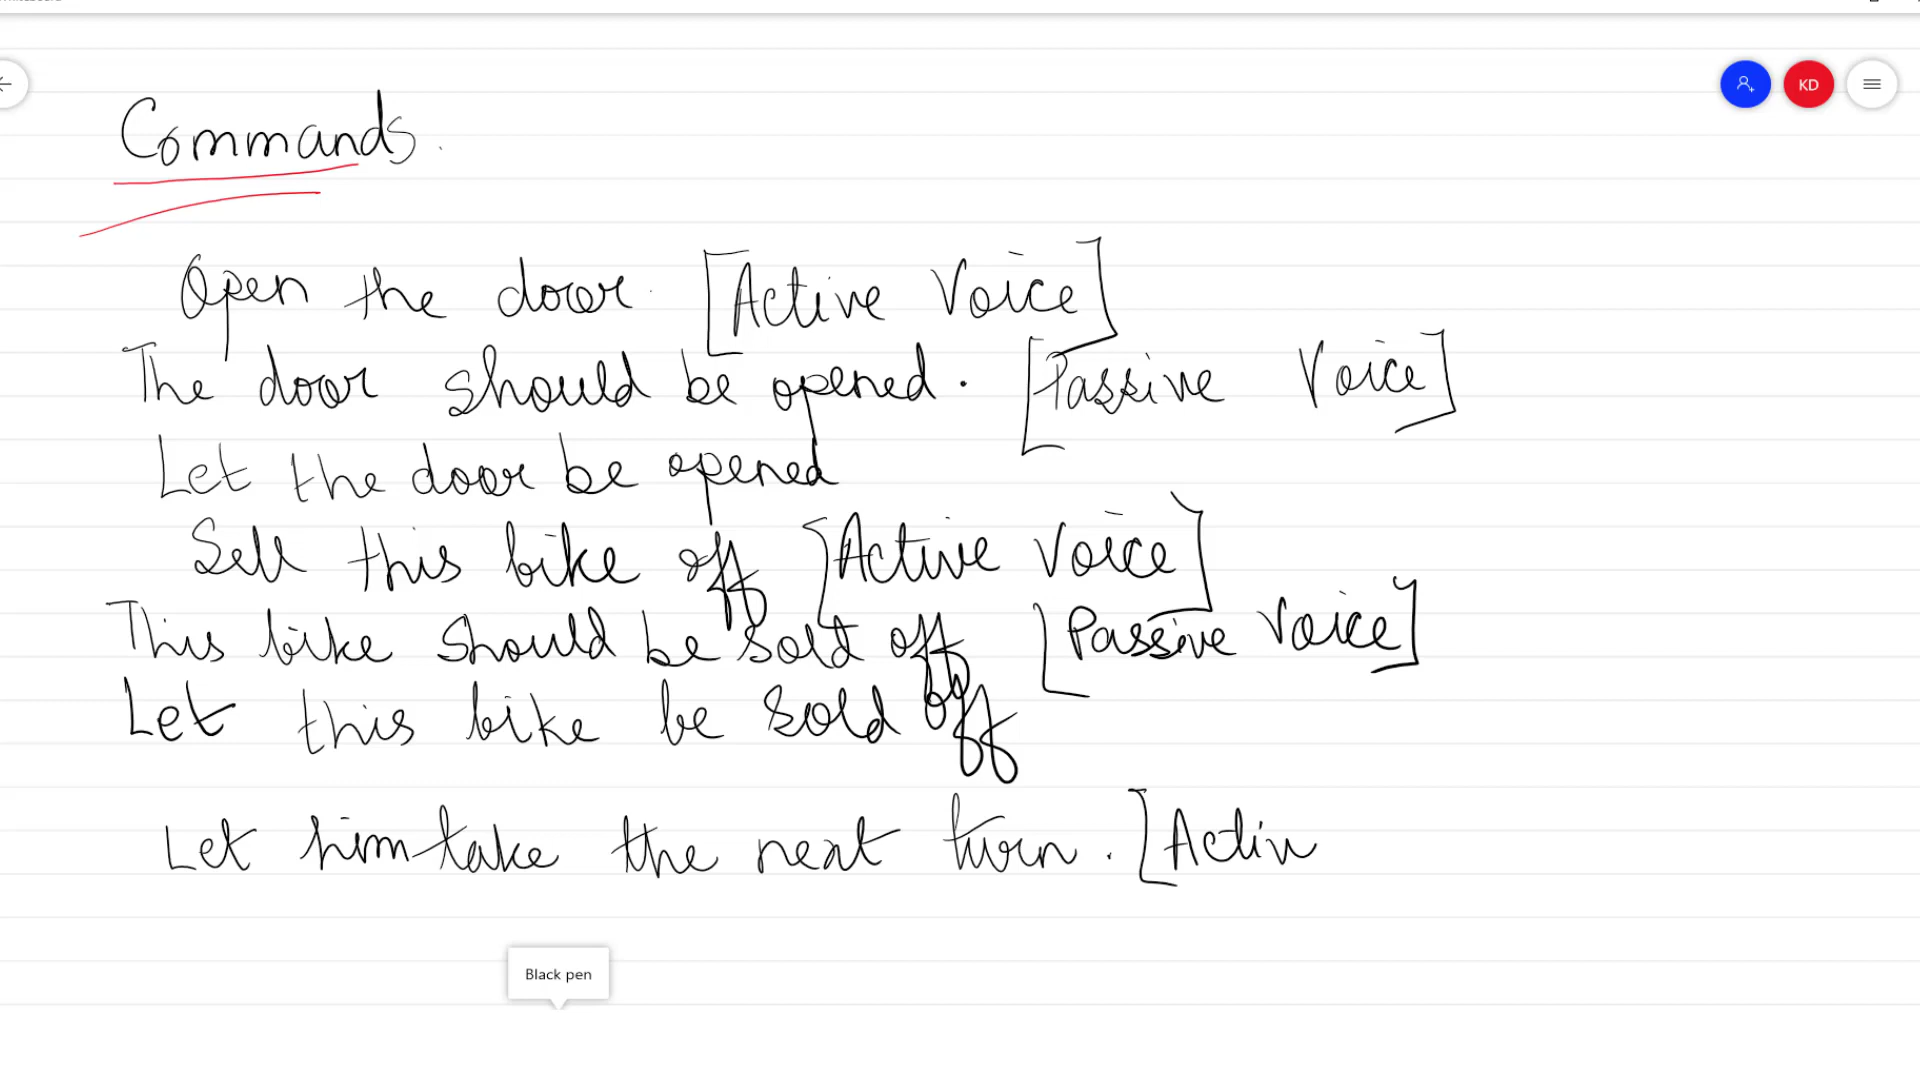 KD
Commands.
Open the door. [Active Voice]
The door should be opened. [Passive Voice]
Let the door be opened
Sell this bike off [Active Voice]
This bike should be sold off [Passive Voice]
Let this bike be sold off
Let him take the next turn. [Activ
Black pen